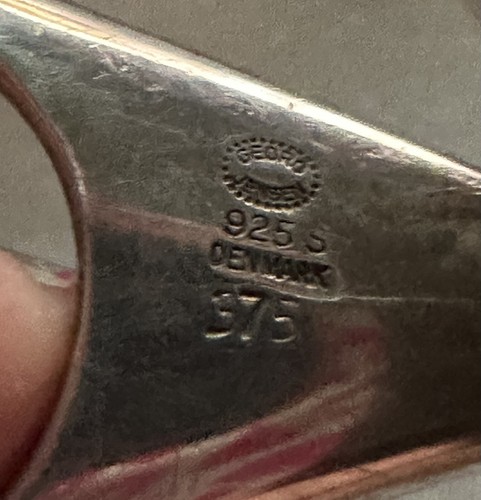 GEORG
JENSEN
925 S
DENMARK
375